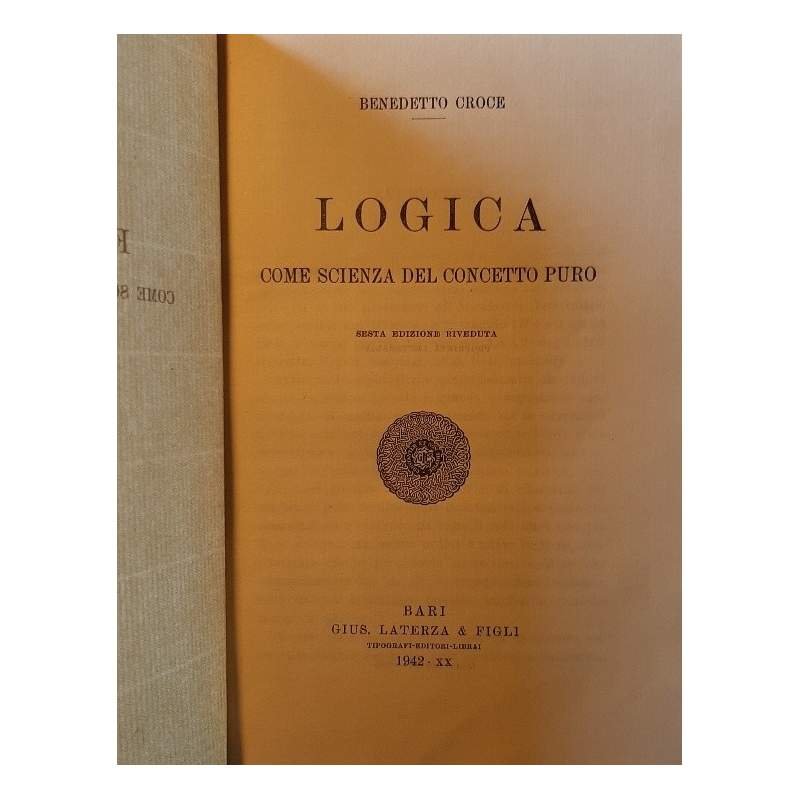 BENEDETTO CROCE
LOGICA
COME SCIENZA DEL CONCETTO PURO
SESTA EDIZIONE RIVEDUTA
BARI
GIUS. LATERZA & FIGLI
TIPOGRAFI-EDITORI-LIBRAI
1942 - XX